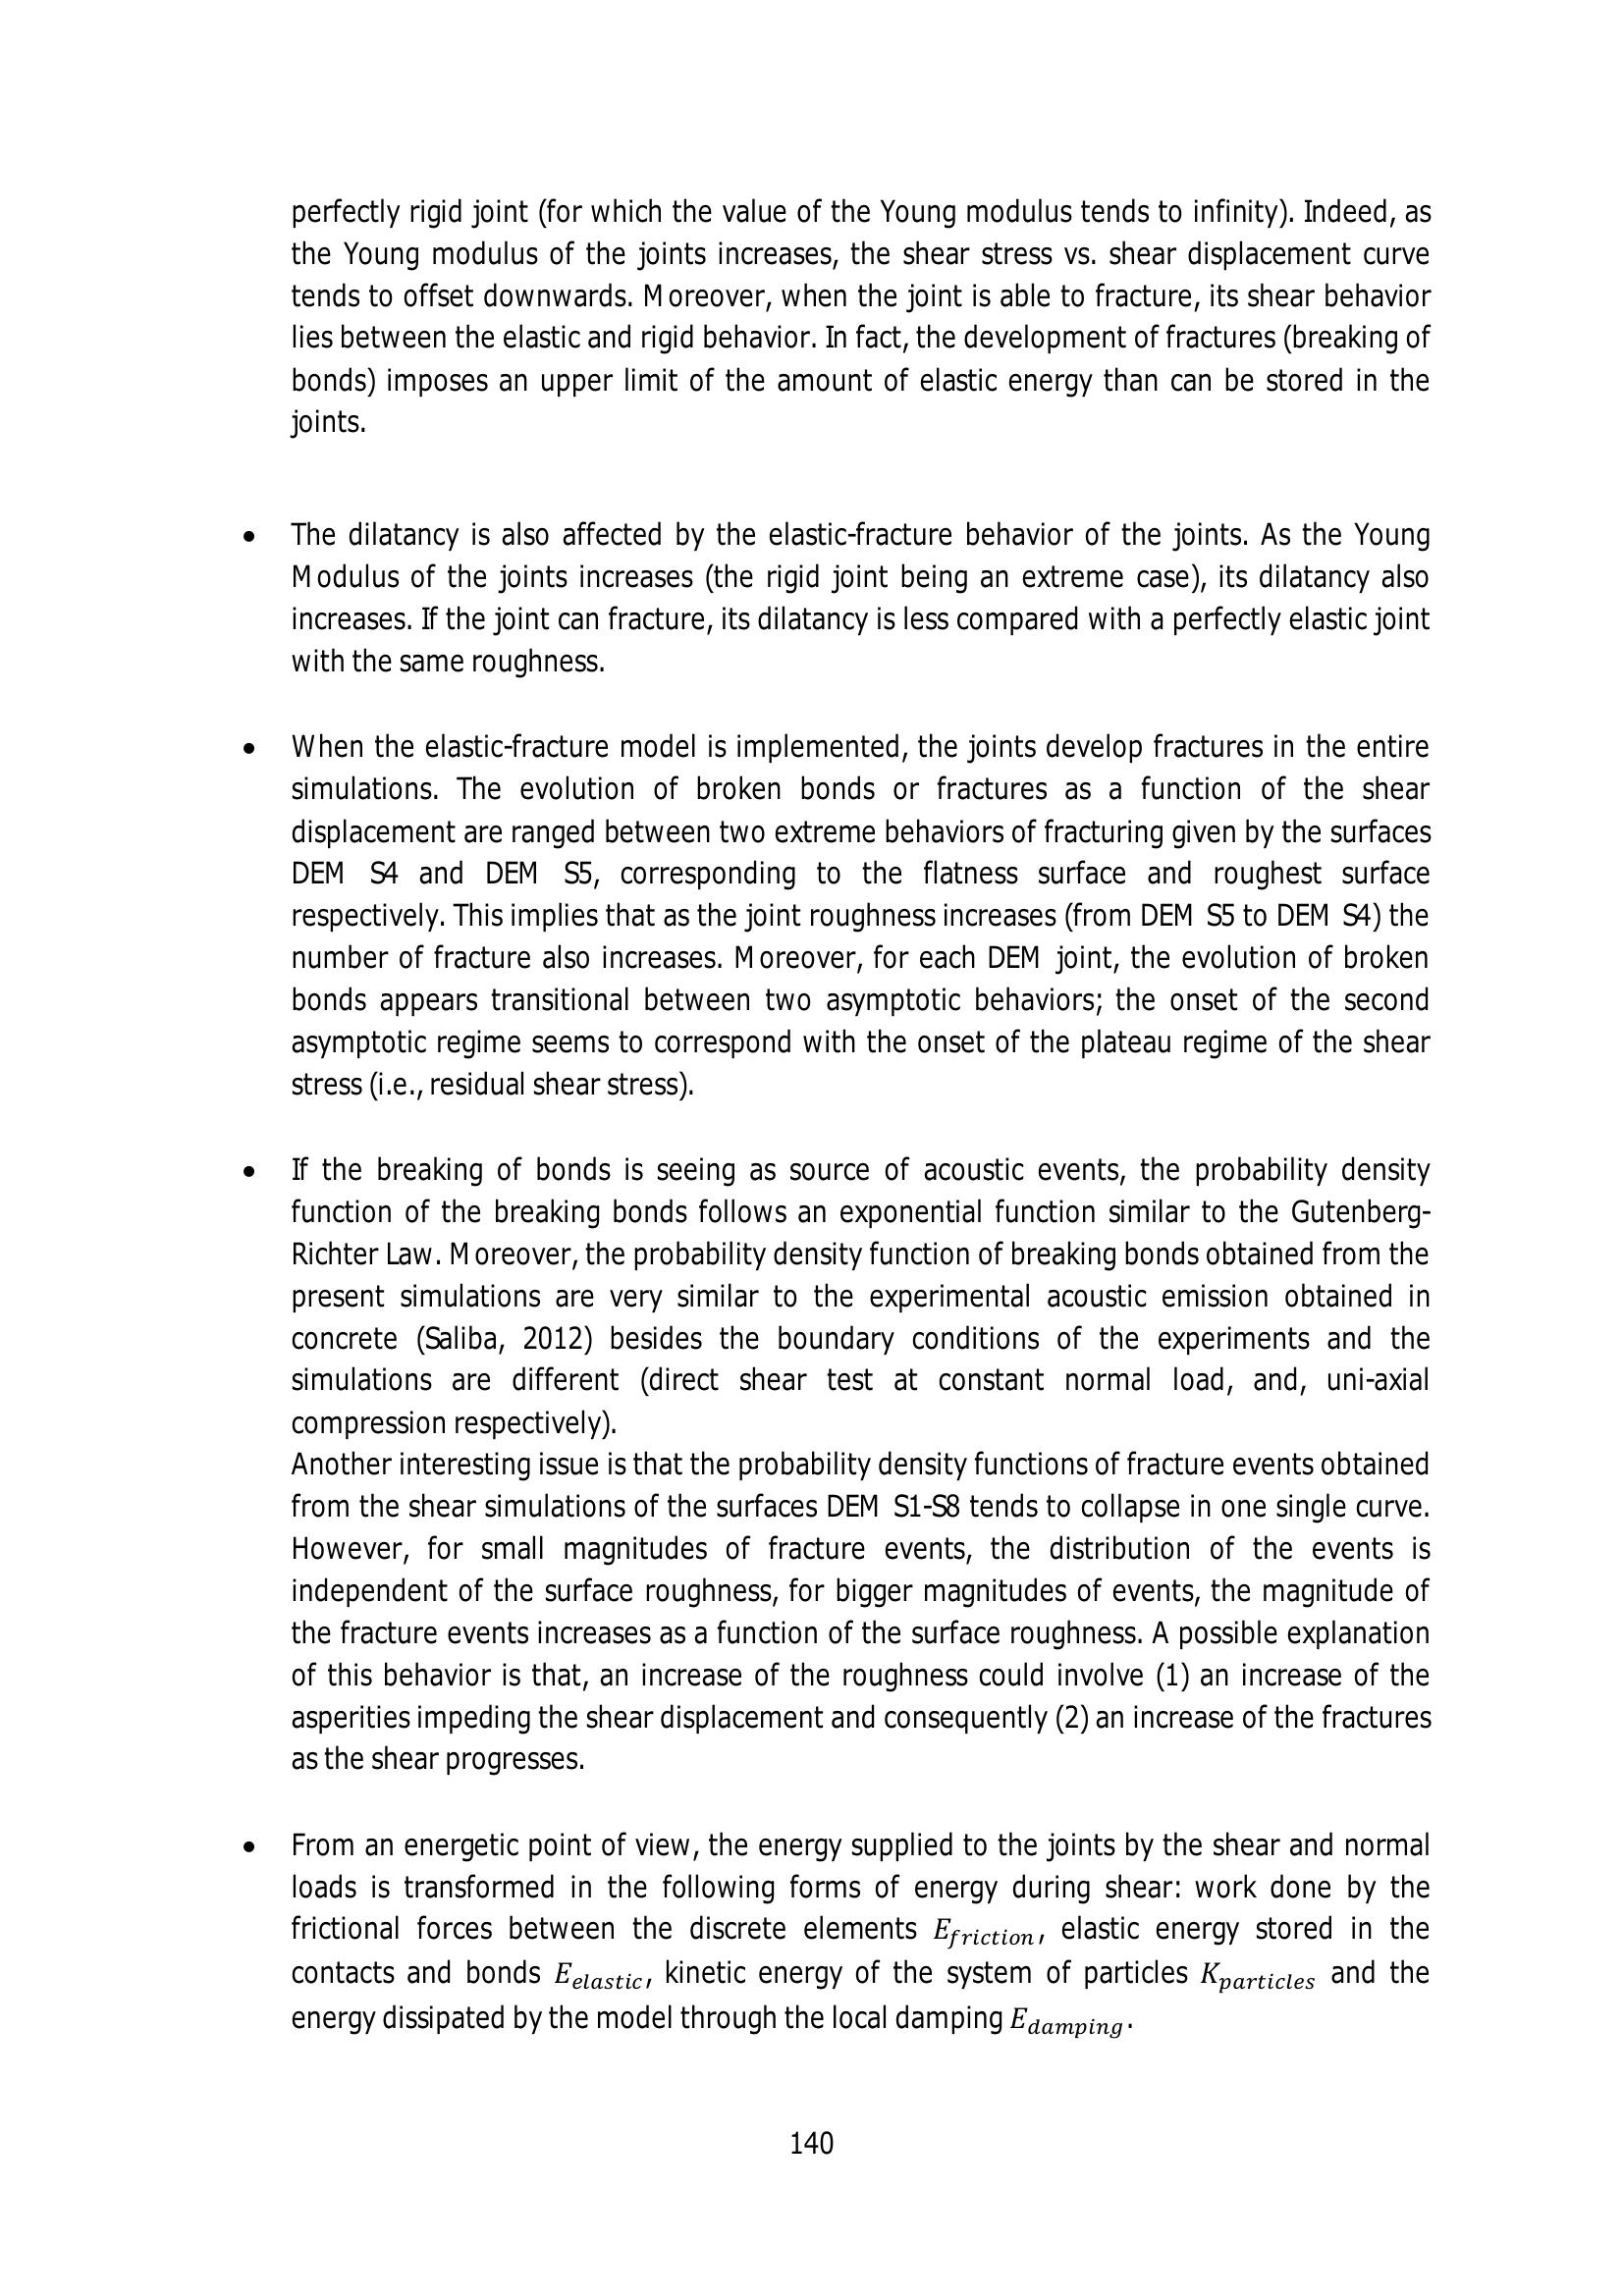 perfectly rigid joint (for which the value of the Young modulus tends to infinity). Indeed, as
the Young modulus of the joints increases, the shear stress vs. shear displacement curve
tends to offset downwards. Moreover, when the joint is able to fracture, its shear behavior
lies between the elastic and rigid behavior. In fact, the development of fractures (breaking of
bonds) imposes an upper limit of the amount of elastic energy than can be stored in the
joints.
• The dilatancy is also affected by the elastic-fracture behavior of the joints. As the Young
Modulus of the joints increases (the rigid joint being an extreme case), its dilatancy also
increases. If the joint can fracture, its dilatancy is less compared with a perfectly elastic joint
with the same roughness.
• When the elastic-fracture model is implemented, the joints develop fractures in the entire
simulations. The evolution of broken bonds or fractures as a function of the shear
displacement are ranged between two extreme behaviors of fracturing given by the surfaces
DEM S4 and DEM S5, corresponding to the flatness surface and roughest surface
respectively. This implies that as the joint roughness increases (from DEM S5 to DEM S4) the
number of fracture also increases. Moreover, for each DEM joint, the evolution of broken
bonds appears transitional between two asymptotic behaviors; the onset of the second
asymptotic regime seems to correspond with the onset of the plateau regime of the shear
stress (i.e., residual shear stress).
• If the breaking of bonds is seeing as source of acoustic events, the probability density
function of the breaking bonds follows an exponential function similar to the Gutenberg-
Richter Law. Moreover, the probability density function of breaking bonds obtained from the
present simulations are very similar to the experimental acoustic emission obtained in
concrete (Saliba, 2012) besides the boundary conditions of the experiments and the
simulations are different (direct shear test at constant normal load, and, uni-axial
compression respectively).
Another interesting issue is that the probability density functions of fracture events obtained
from the shear simulations of the surfaces DEM S1-S8 tends to collapse in one single curve.
However, for small magnitudes of fracture events, the distribution of the events is
independent of the surface roughness, for bigger magnitudes of events, the magnitude of
the fracture events increases as a function of the surface roughness. A possible explanation
of this behavior is that, an increase of the roughness could involve (1) an increase of the
asperities impeding the shear displacement and consequently (2) an increase of the fractures
as the shear progresses.
• From an energetic point of view, the energy supplied to the joints by the shear and normal
loads is transformed in the following forms of energy during shear: work done by the
frictional forces between the discrete elements E_friction, elastic energy stored in the
contacts and bonds E_elastic, kinetic energy of the system of particles K_particles and the
energy dissipated by the model through the local damping E_damping.
140